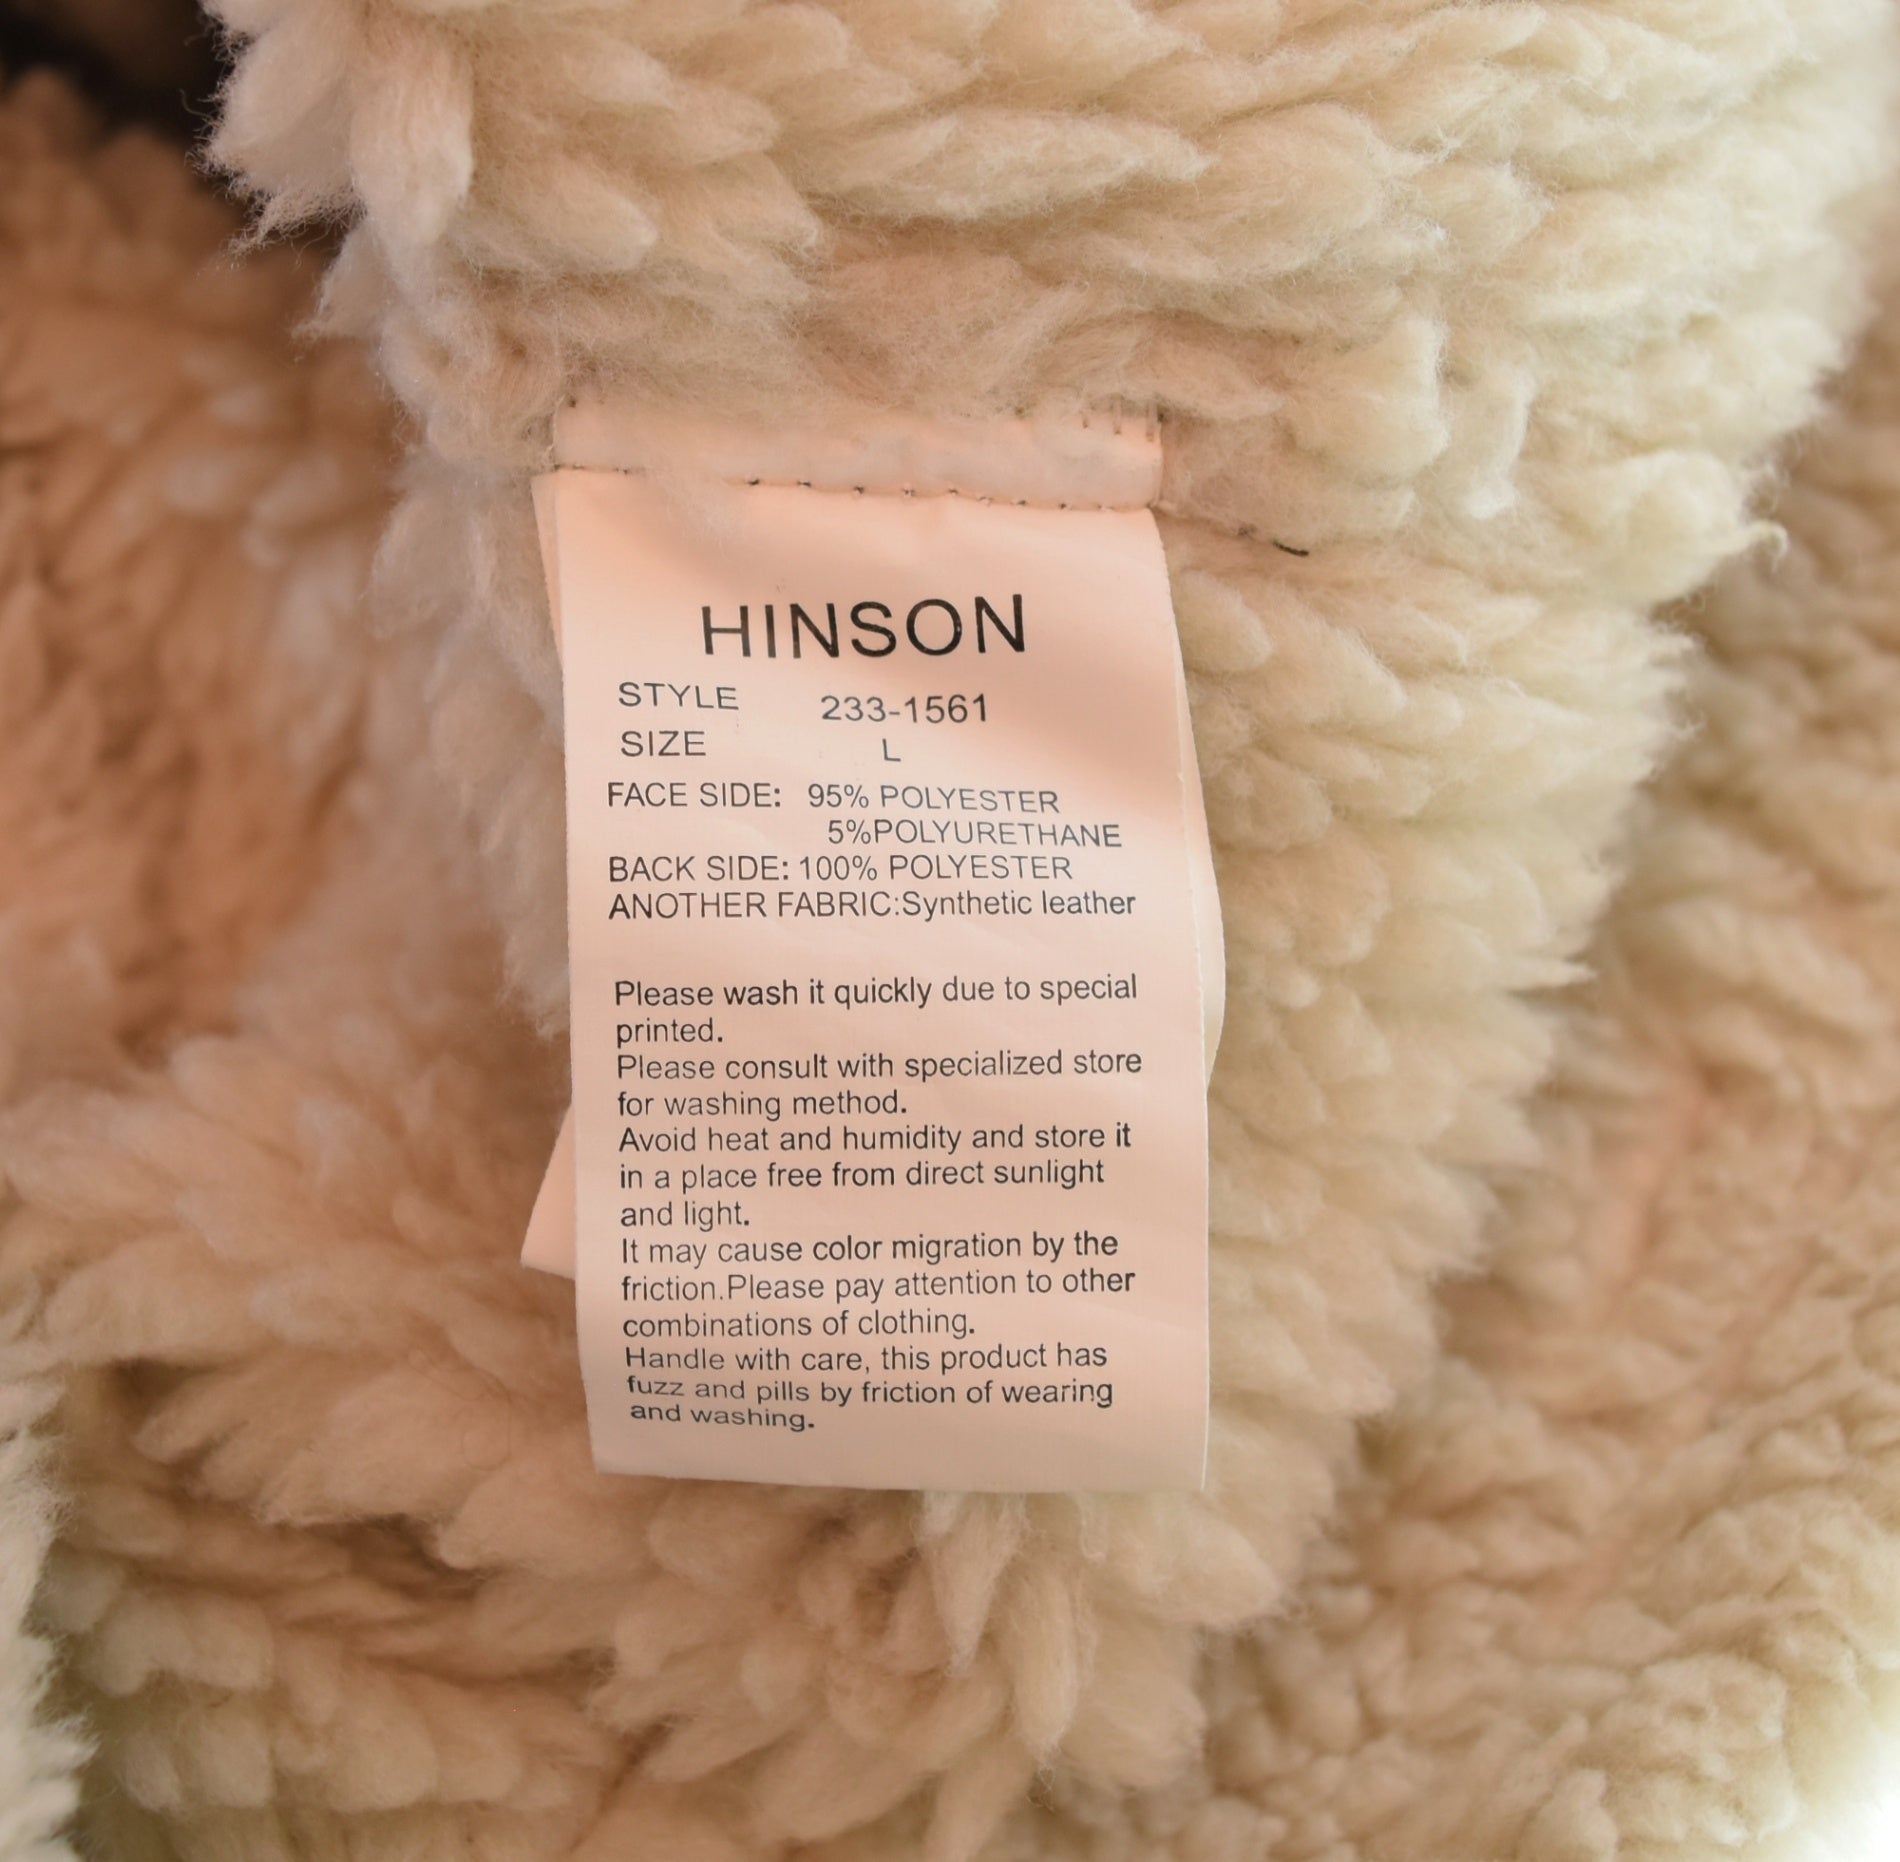 HINSON
STYLE 233-1561
SIZE L
FACE SIDE: 95% POLYESTER
5%POLYURETHANE
BACK SIDE: 100% POLYESTER
ANOTHER FABRIC:Synthetic leather
Please wash it quickly due to special
printed.
Please consult with specialized store
for washing method.
Avoid heat and humidity and store it
in a place free from direct sunlight
and light.
It may cause color migration by the
friction.Please pay attention to other
combinations of clothing.
Handle with care, this product has
fuzz and pills by friction of wearing
and washing.